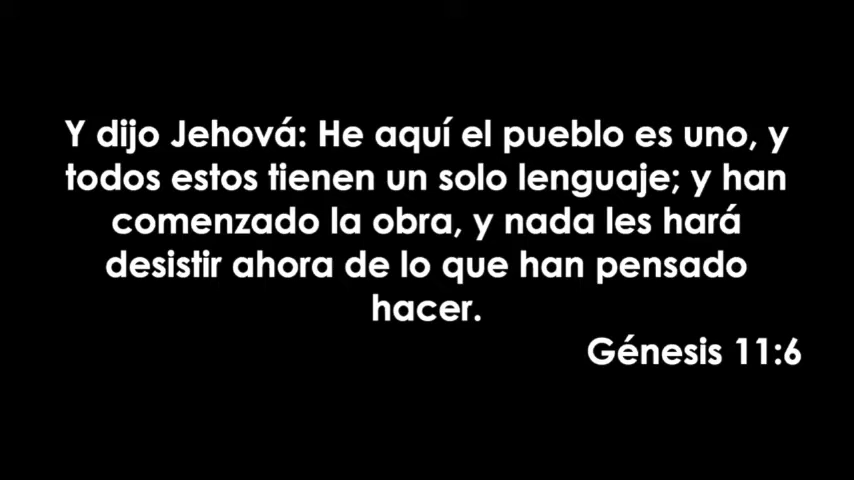 Y dijo Jehová: He aquí el pueblo es uno, y
todos estos tienen un solo lenguaje; y han
comenzado la obra, y nada les hará
desistir ahora de lo que han pensado
hacer.
Génesis 11:6